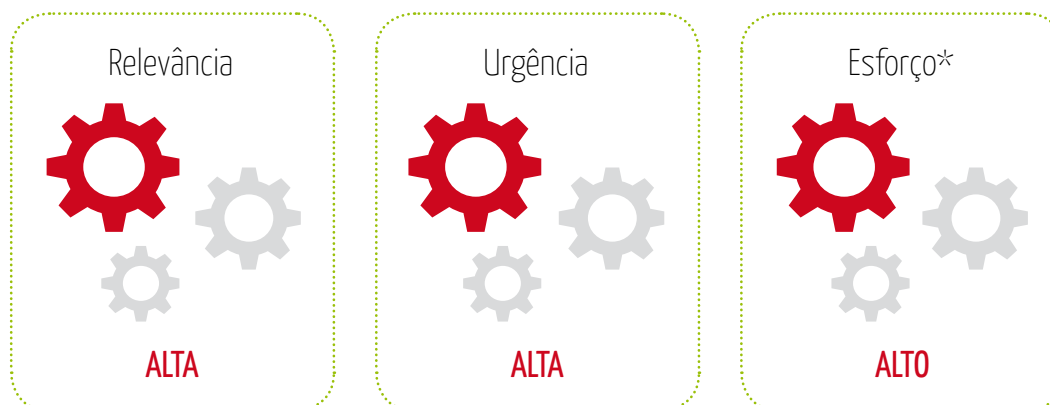 Relevância
Urgência
Esforço*
ALTA
ALTA
ALTO